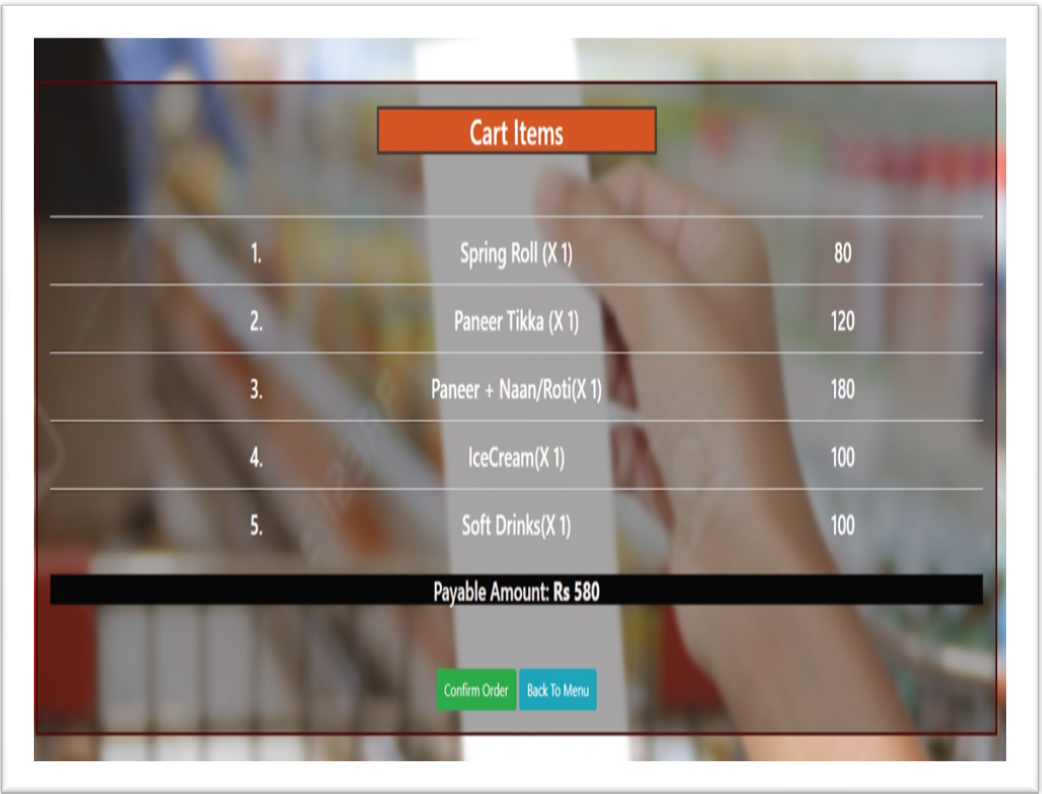 Cart Items
1. Spring Roll (X 1) 80
2. Paneer Tikka (X 1) 120
3. Paneer + Naan/Roti(X 1) 180
4. IceCream(X 1) 100
5. Soft Drinks(X 1) 100
Payable Amount: Rs 580
Confirm Order Back To Menu